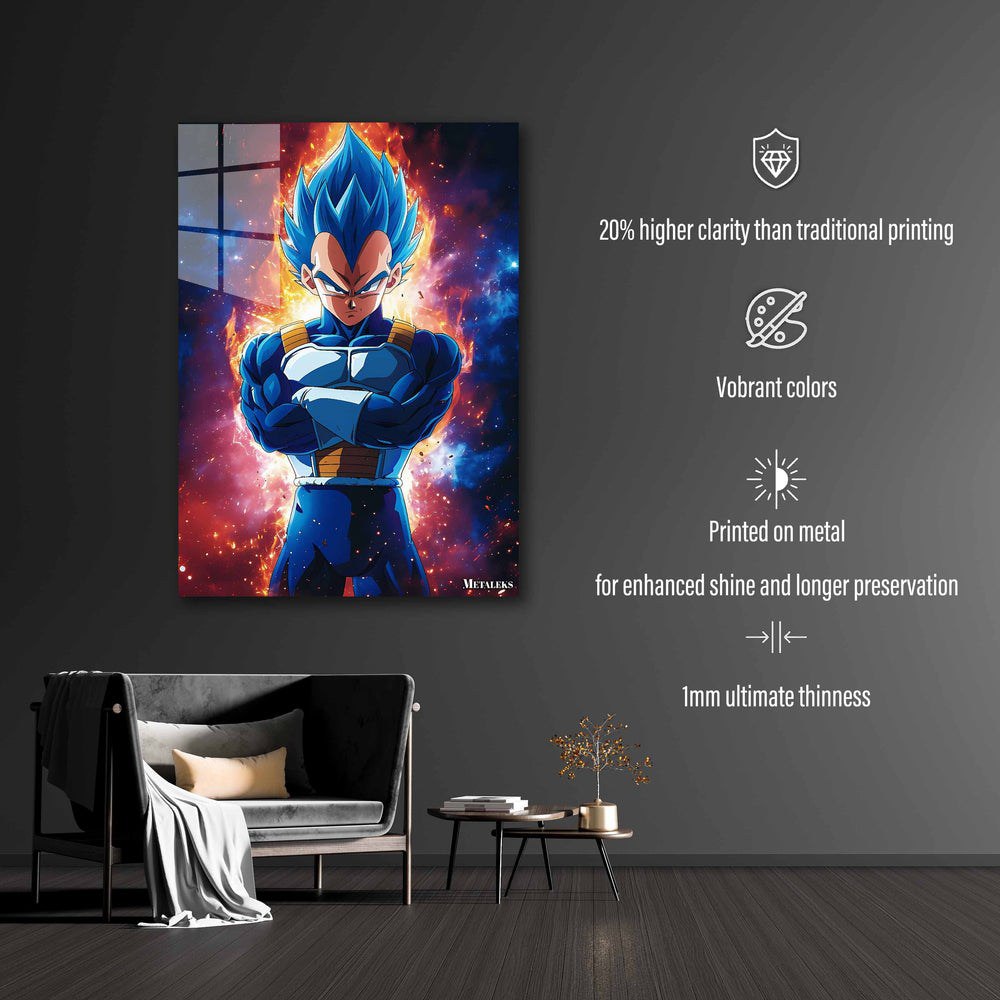 20% higher clarity than traditional printing
Vobrant colors
Printed on metal
for enhanced shine and longer preservation
1mm ultimate thinness
METALEKS